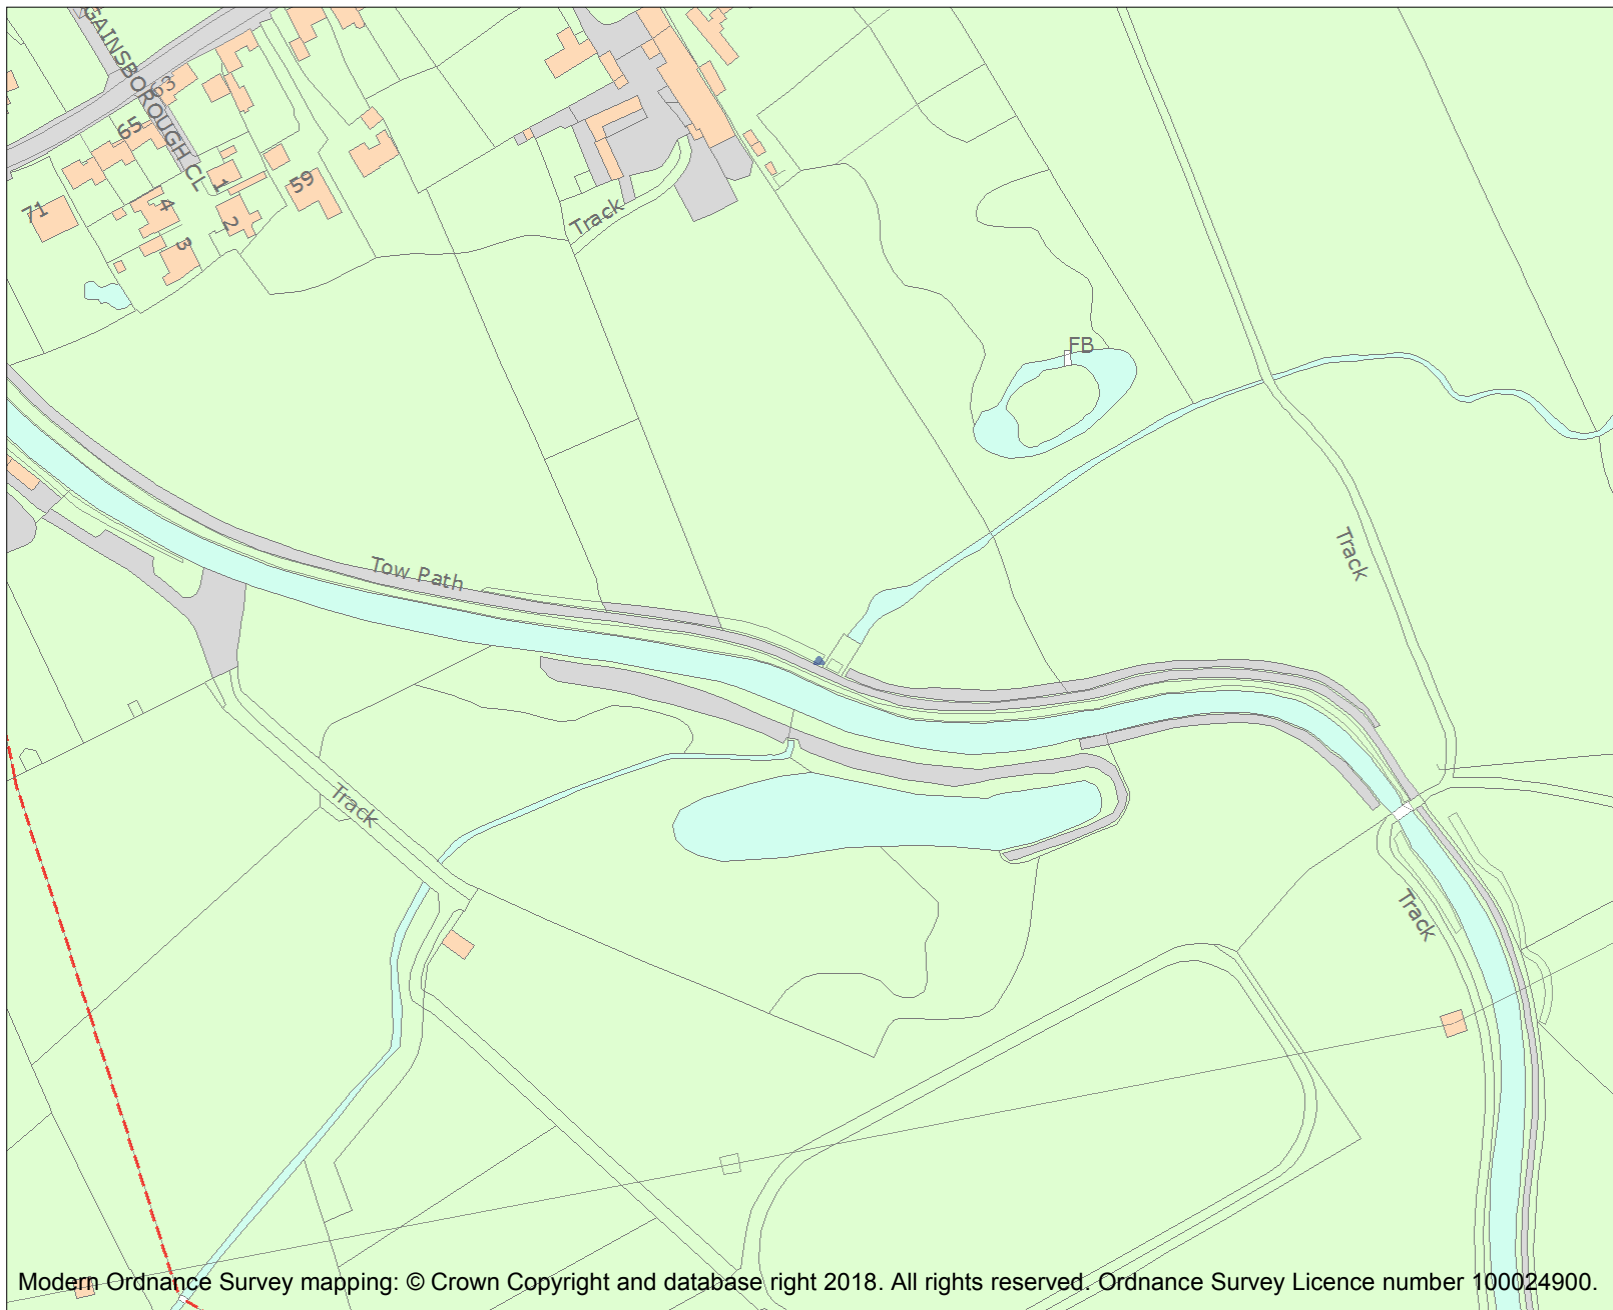 GAINSBOROUGH CL
63
65
59
1
71
4
2
3
Track
FB
Track
Tow Path
Track
Track
Modern Ordnance Survey mapping: © Crown Copyright and database right 2018. All rights reserved. Ordnance Survey Licence number 100024900.